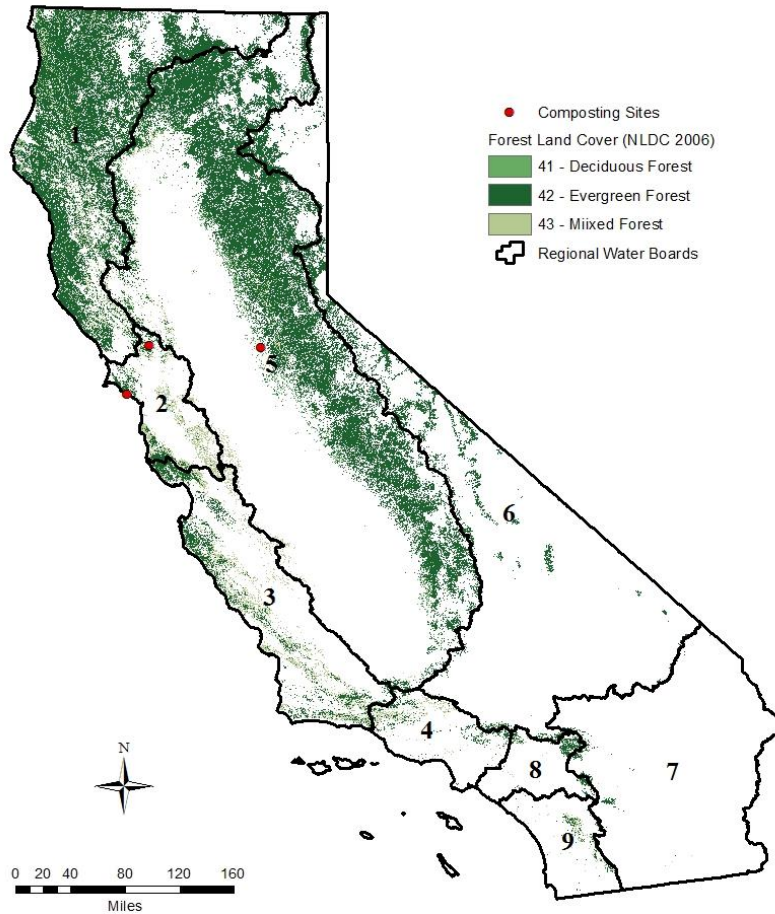 Composting Sites
Forest Land Cover (NLDC 2006)
41 - Deciduous Forest
42 - Evergreen Forest
43 - Miixed Forest
Regional Water Boards
1
5
2
6
3
4
8
7
9
N
0 20 40 80 120 160
Miles